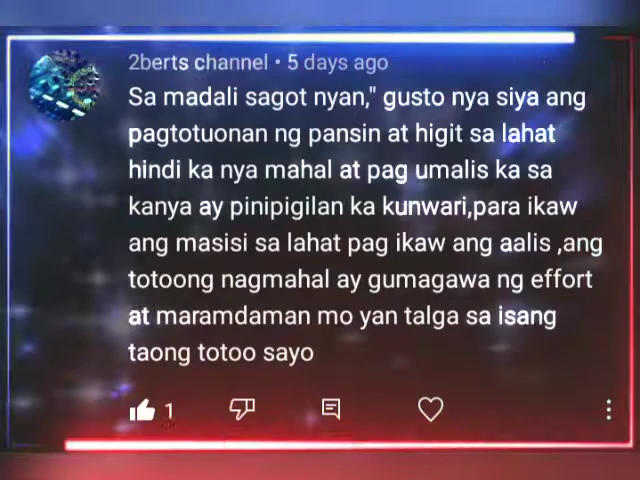 2berts channel • 5 days ago
Sa madali sagot nyan," gusto nya siya ang
pagtotuonan ng pansin at higit sa lahat
hindi ka nya mahal at pag umalis ka sa
kanya ay pinipigilan ka kunwari,para ikaw
ang masisi sa lahat pag ikaw ang aalis ,ang
totoong nagmahal ay gumagawa ng effort
at maramdaman mo yan talga sa isang
taong totoo sayo
1